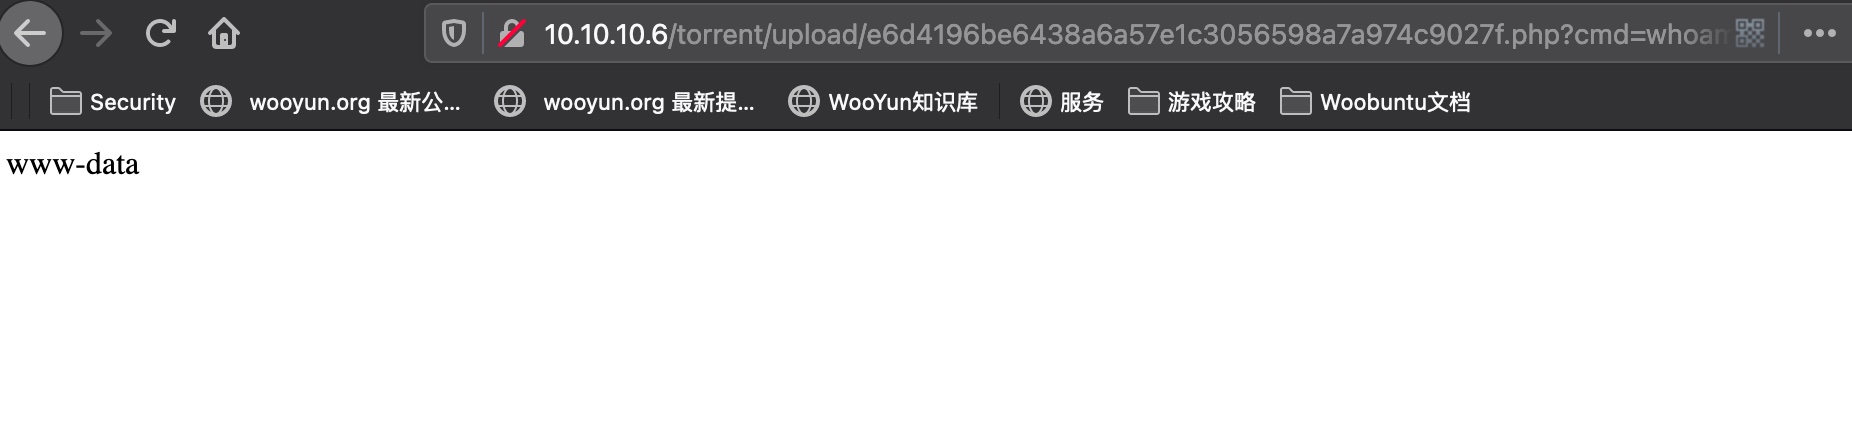 10.10.10.6/torrent/upload/e6d4196be6438a6a57e1c3056598a7a974c9027f.php?cmd=whoam
Security wooyun.org 最新公... wooyun.org 最新提... WooYun知识库 服务 游戏攻略 Woobuntu文档
www-data